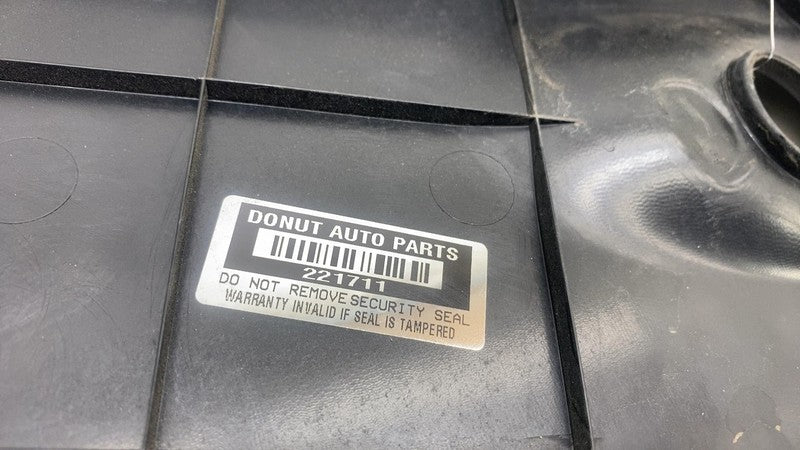 DONUT AUTO PARTS
221711
DO NOT REMOVE SECURITY SEAL
WARRANTY INVALID IF SEAL IS TAMPERED